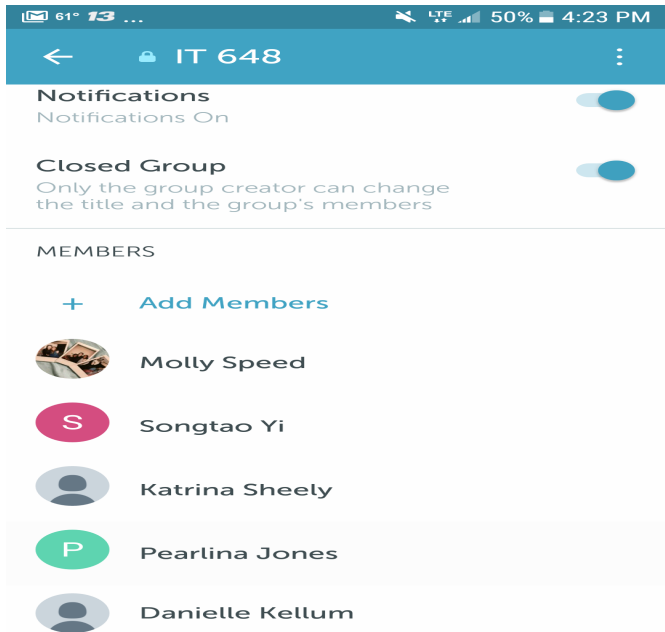 61° 13 ... LTE 50% 4:23 PM
IT 648
Notifications
Notifications On
Closed Group
Only the group creator can change
the title and the group's members
MEMBERS
+ Add Members
Molly Speed
S Songtao Yi
Katrina Sheely
P Pearlina Jones
Danielle Kellum